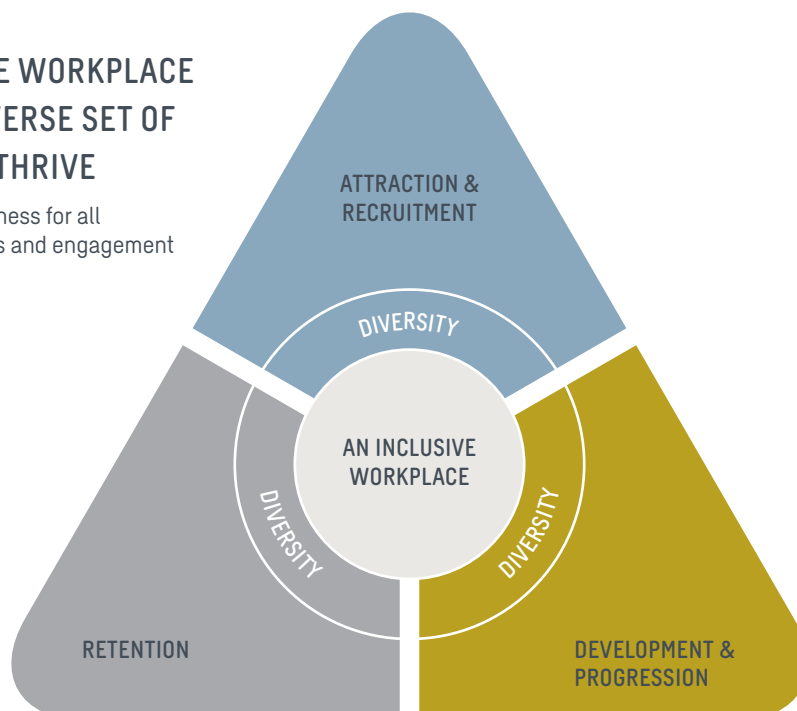 E WORKPLACE
ERSE SET OF
THRIVE
ness for all
s and engagement
ATTRACTION &
RECRUITMENT
DIVERSITY
AN INCLUSIVE
WORKPLACE
DIVERSITY
DIVERSITY
RETENTION
DEVELOPMENT &
PROGRESSION